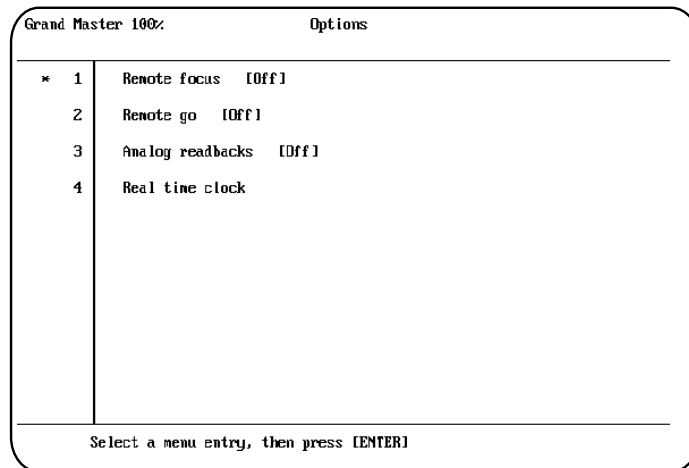 Grand Master 100% Options
* 1 Remote focus [Off]
2 Remote go [Off]
3 Analog readbacks [Off]
4 Real time clock
Select a menu entry, then press [ENTER]